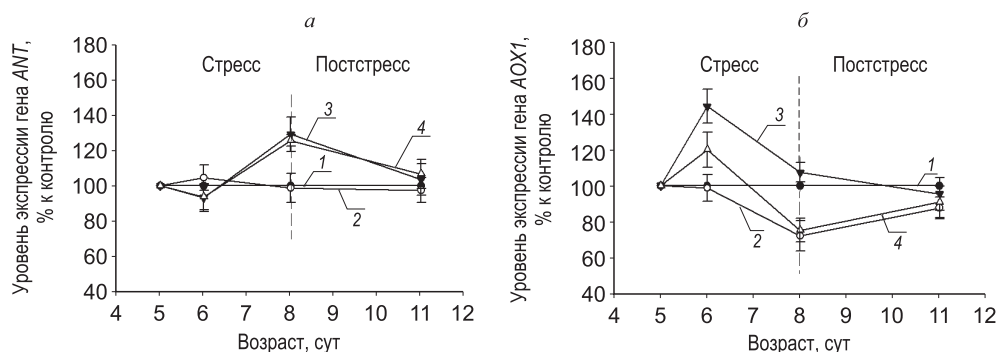 а
Уровень экспрессии гена ANT,
% к контролю
180
160
140
120
100
80
60
40
Стресс
Постстресс
3
4
1
2
4 5 6 7 8 9 10 11 12
Возраст, сут
б
Уровень экспрессии гена AOX1,
% к контролю
180
160
140
120
100
80
60
40
Стресс
Постстресс
3
1
2
4
4 5 6 7 8 9 10 11 12
Возраст, сут